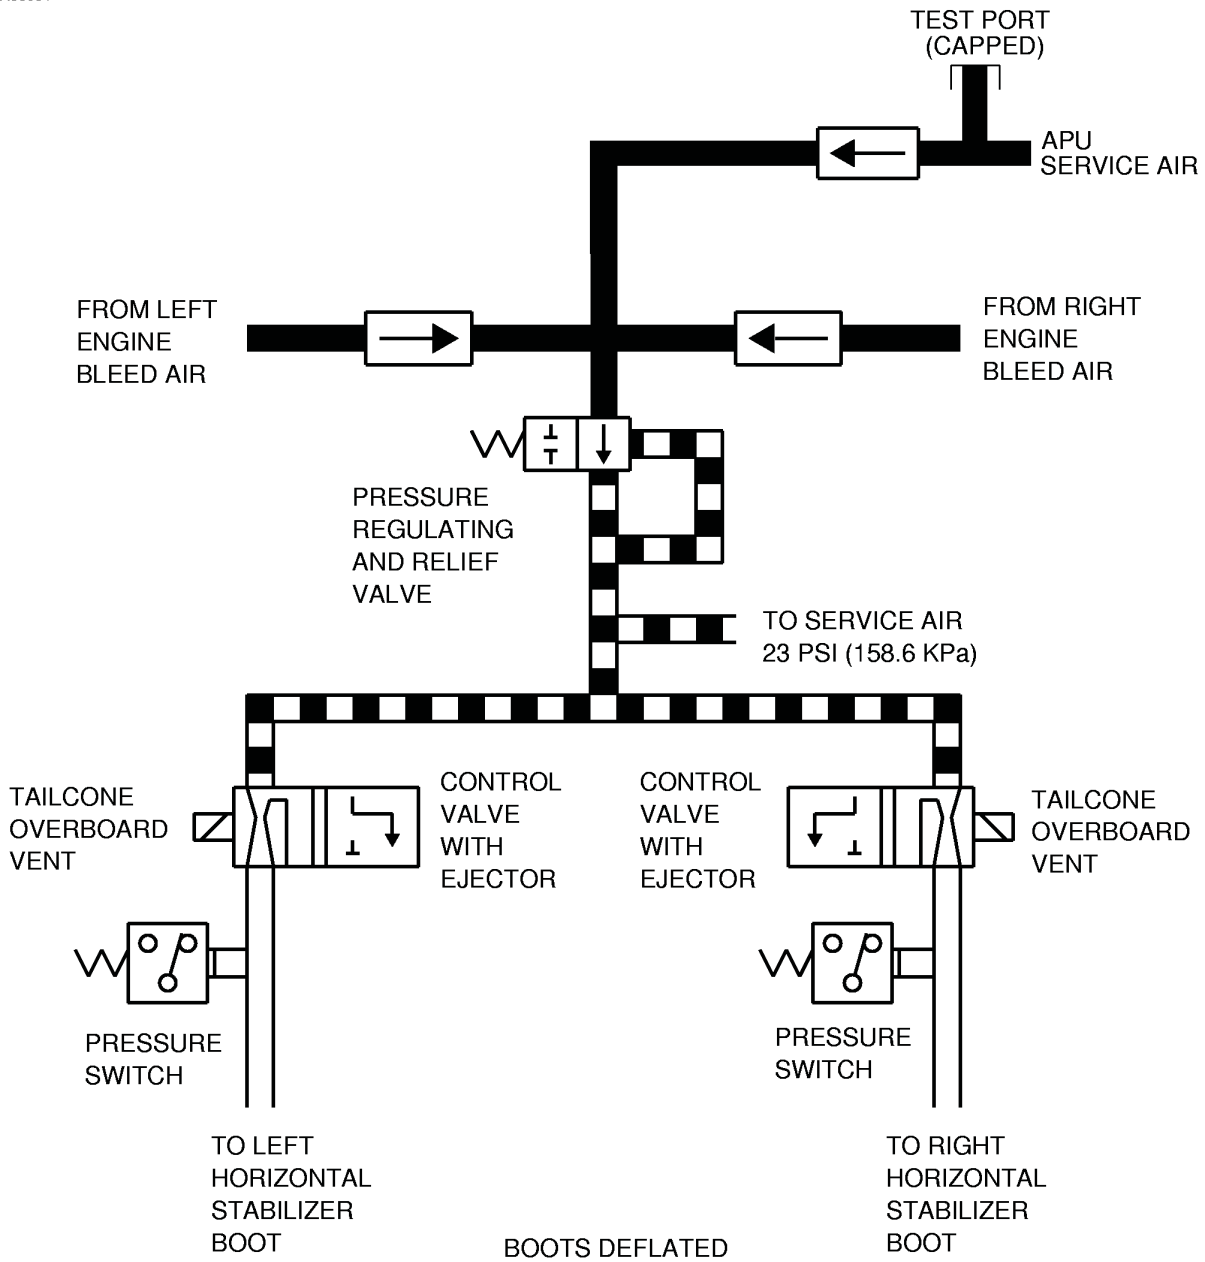 TEST PORT
(CAPPED)
APU
SERVICE AIR
FROM LEFT
ENGINE
BLEED AIR
FROM RIGHT
ENGINE
BLEED AIR
PRESSURE
REGULATING
AND RELIEF
VALVE
TO SERVICE AIR
23 PSI (158.6 KPa)
TAILCONE
OVERBOARD
VENT
CONTROL
VALVE
WITH
EJECTOR
CONTROL
VALVE
WITH
EJECTOR
TAILCONE
OVERBOARD
VENT
PRESSURE
SWITCH
PRESSURE
SWITCH
TO LEFT
HORIZONTAL
STABILIZER
BOOT
TO RIGHT
HORIZONTAL
STABILIZER
BOOT
BOOTS DEFLATED